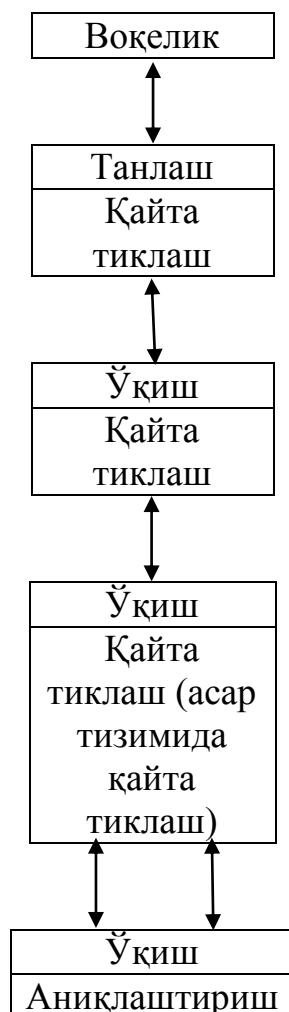 Воқелик
Танлаш
Қайта
тиклаш
Ўқиш
Қайта
тиклаш
Ўқиш
Қайта
тиклаш (асар
тизимида
қайта
тиклаш)
Ўқиш
Аниқлаштириш